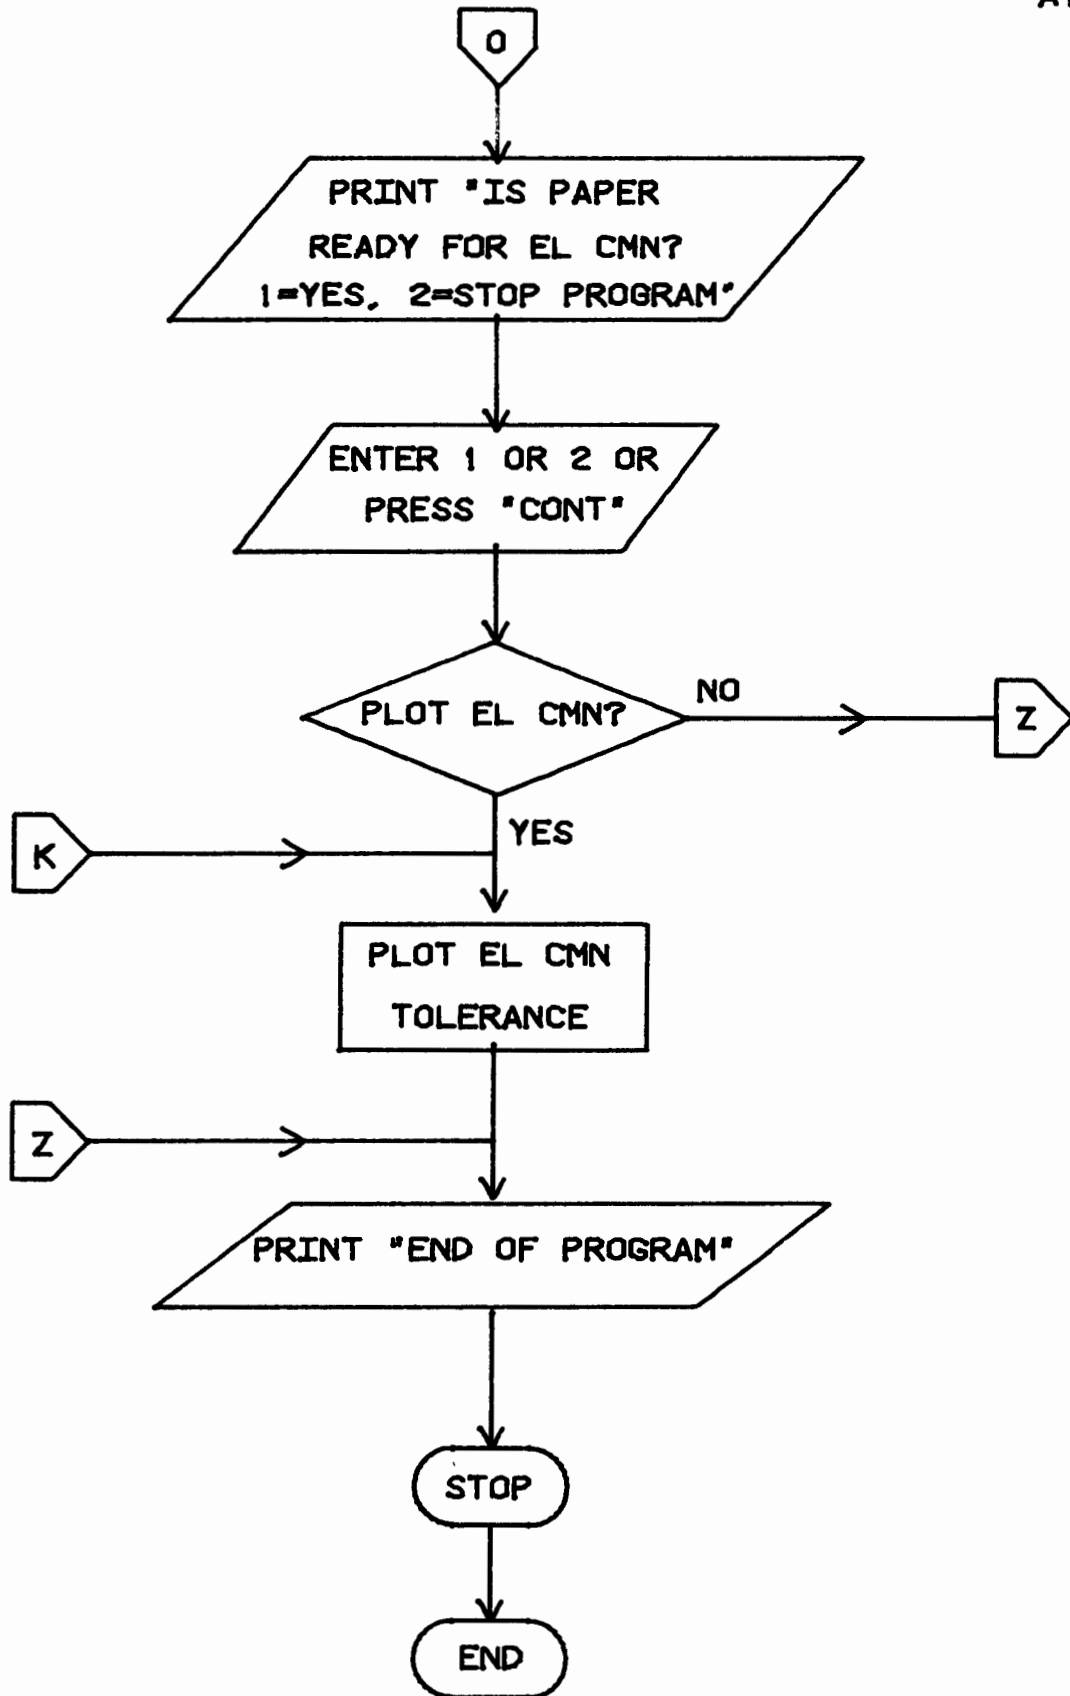 O
PRINT "IS PAPER
READY FOR EL CMN?
1=YES, 2=STOP PROGRAM"
ENTER 1 OR 2 OR
PRESS "CONT"
PLOT EL CMN?
NO
Z
YES
K
PLOT EL CMN
TOLERANCE
Z
PRINT "END OF PROGRAM"
STOP
END